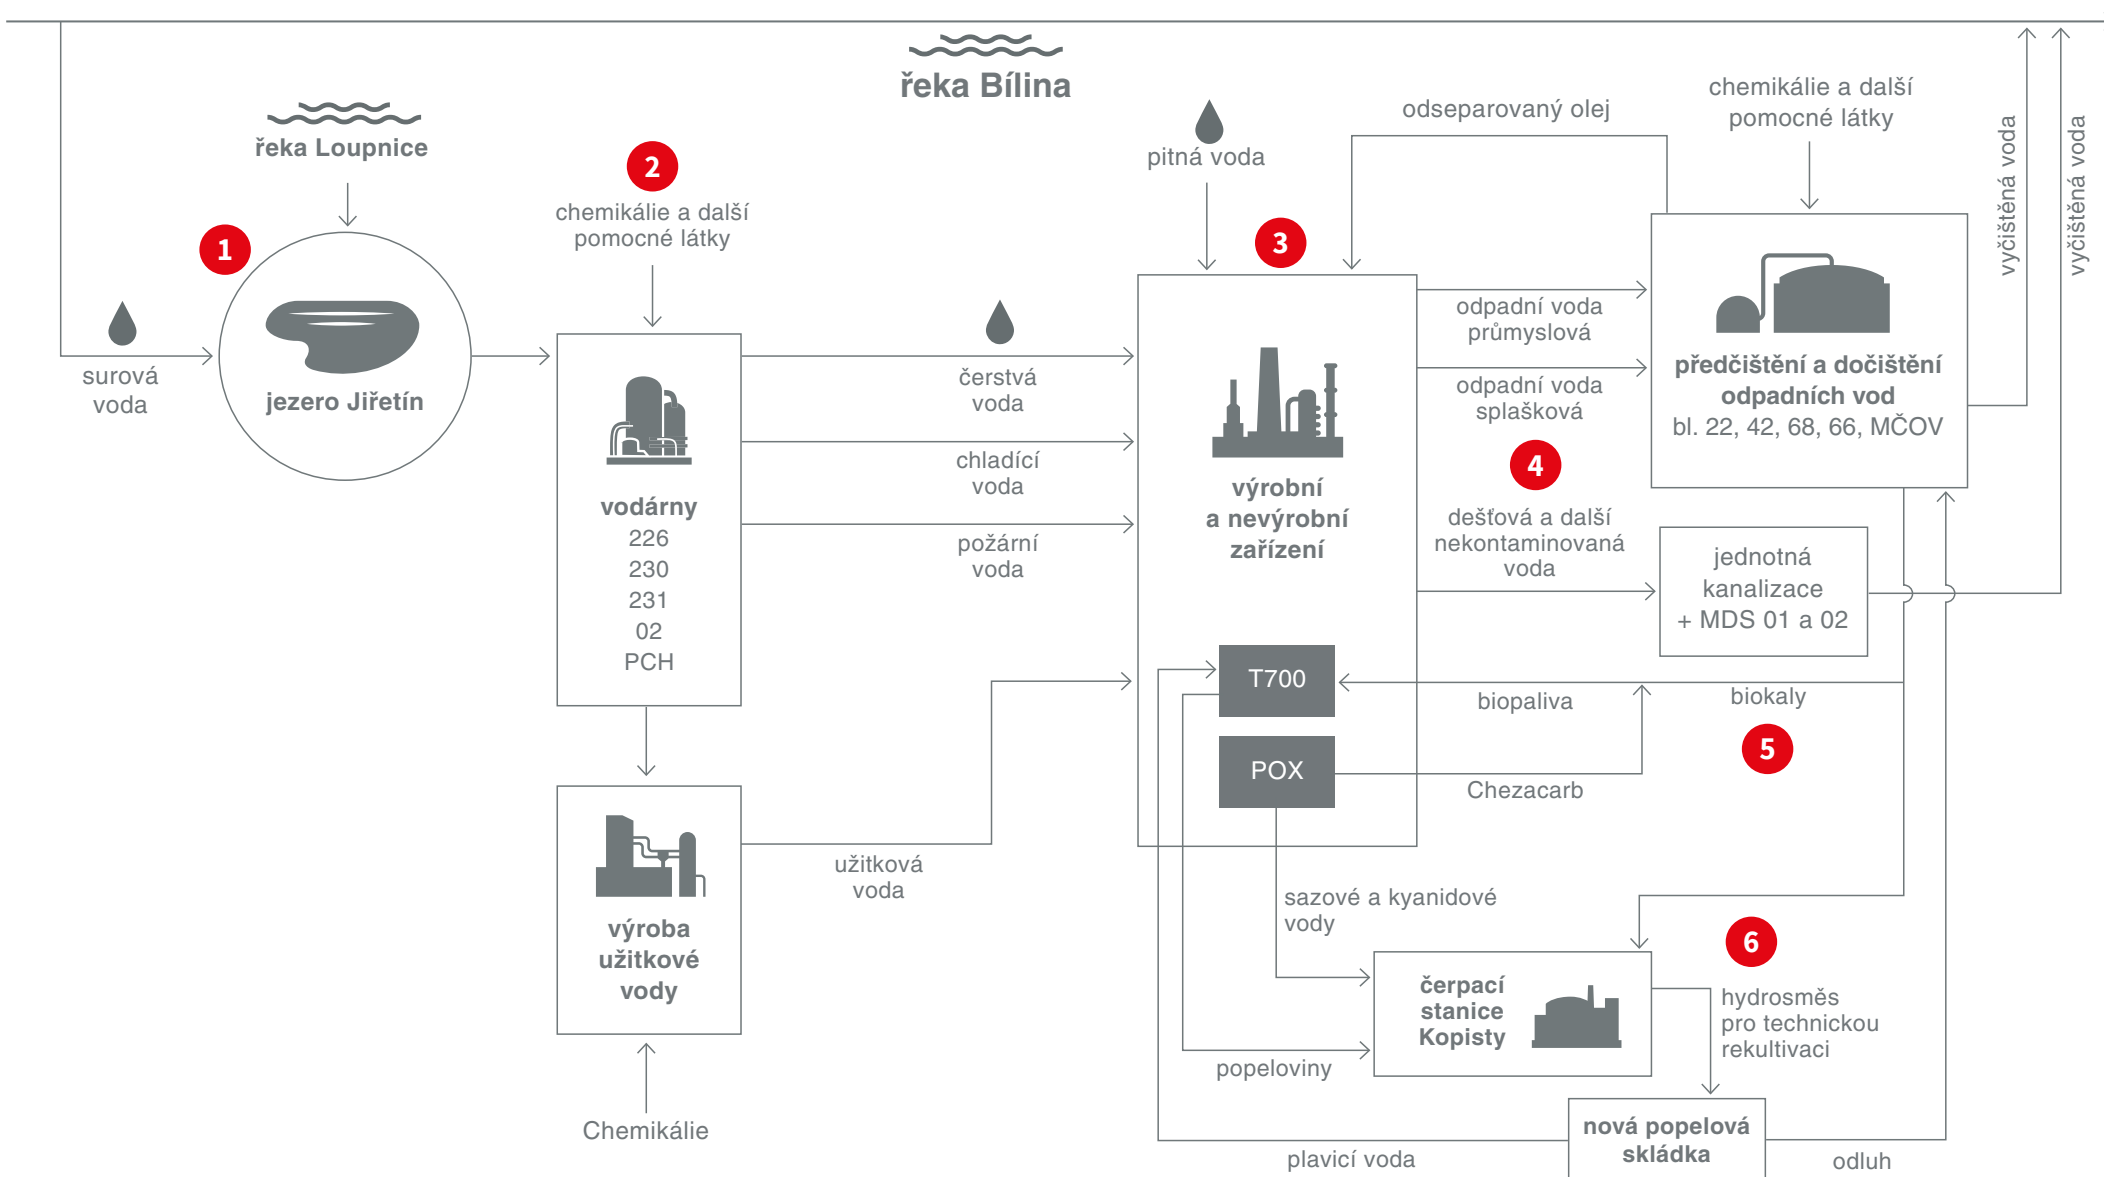 řeka Bílina
řeka Loupnice
1
jezero Jiřetín
surová
voda
2
chemikálie a další
pomocné látky
vodárny
226
230
231
02
PCH
výroba
užitkové
vody
Chemikálie
čerstvá
voda
chladící
voda
požární
voda
užitková
voda
pitná voda
3
odseparovaný olej
výrobní
a nevýrobní
zařízení
T700
POX
odpadní voda
průmyslová
odpadní voda
splašková
4
dešťová a další
nekontaminovaná
voda
chemikálie a další
pomocné látky
předčištění a dočištění
odpadních vod
bl. 22, 42, 68, 66, MČOV
vyčištěná voda
vyčištěná voda
jednotná
kanalizace
+ MDS 01 a 02
biopaliva
biokaly
5
Chezacarb
sazové a kyanidové
vody
popeloviny
čerpací
stanice
Kopisty
6
hydrosměs
pro technickou
rekultivaci
nová popelová
skládka
plavicí voda
odluh